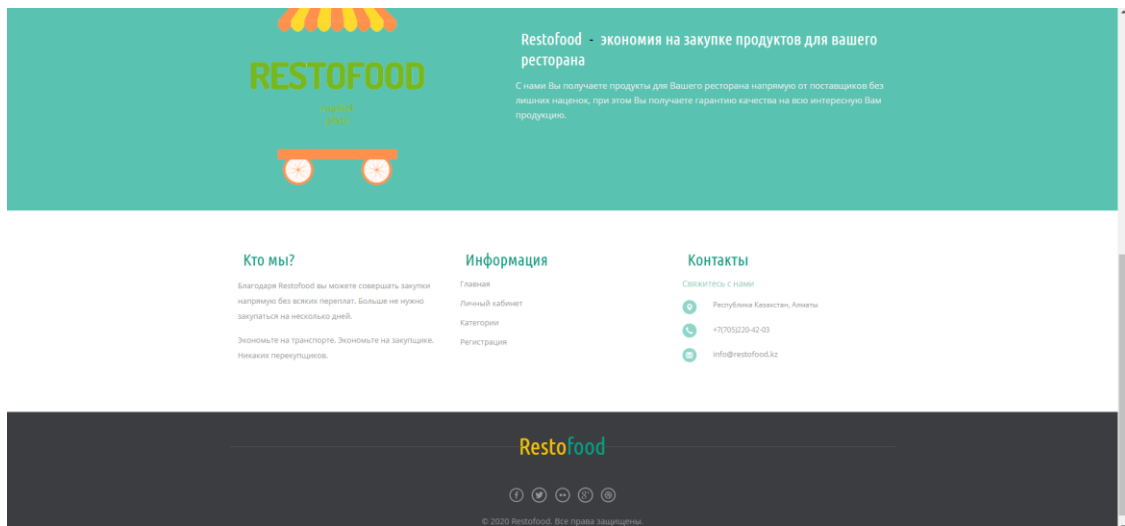 RESTOFOOD
market
place
Restofood - экономия на закупке продуктов для вашего
ресторана
С нами Вы получаете продукты для Вашего ресторана напрямую от поставщиков без
лишних наценок, при этом Вы получаете гарантию качества на всю интересную Вам
продукцию.
Кто мы?
Благодаря Restofood вы можете совершать закупки
напрямую без всяких переплат. Больше не нужно
закупаться на несколько дней.
Экономьте на транспорте. Экономьте на закупщике.
Никаких перекупщиков.
Информация
Главная
Личный кабинет
Категории
Регистрация
Контакты
Свяжитесь с нами
Республика Казахстан, Алматы
+7(705)220-42-03
info@restofood.kz
Restofood
© 2020 Restofood. Все права защищены.